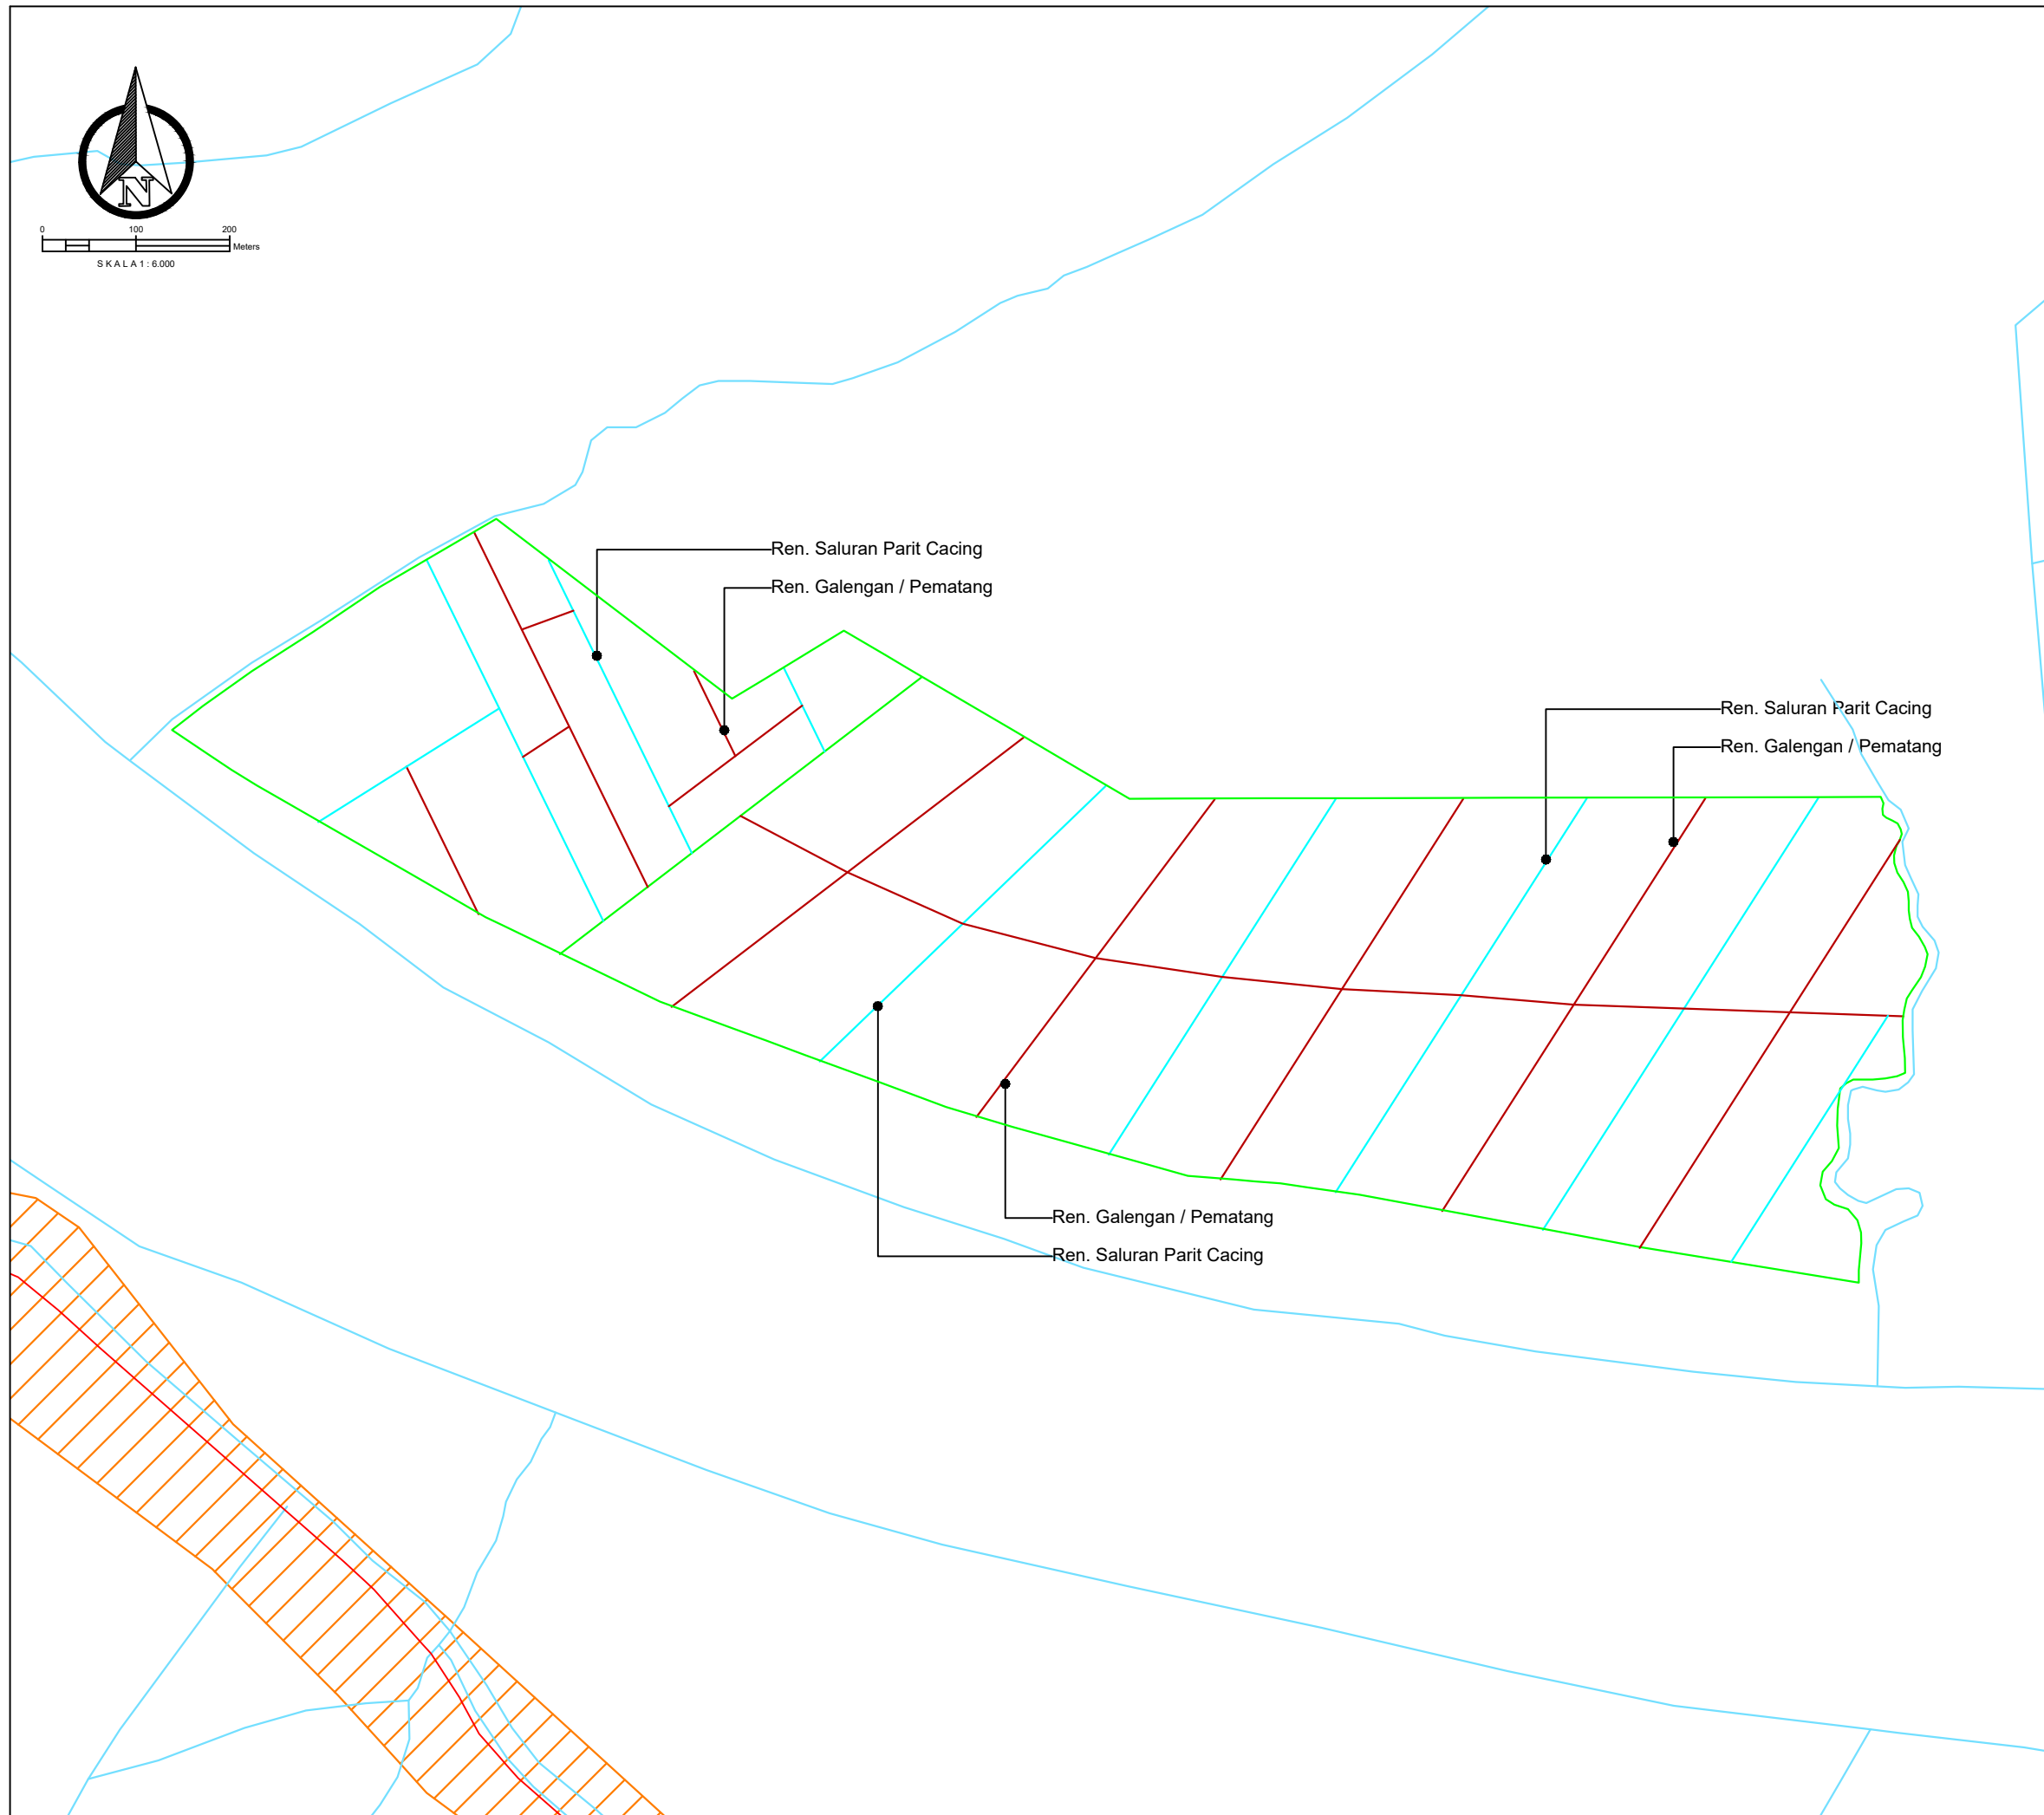 N
0 100 200
Meters
S K A L A 1 : 6.000
Ren. Saluran Parit Cacing
Ren. Galengan / Pematang
Ren. Saluran Parit Cacing
Ren. Galengan / Pematang
Ren. Galengan / Pematang
Ren. Saluran Parit Cacing